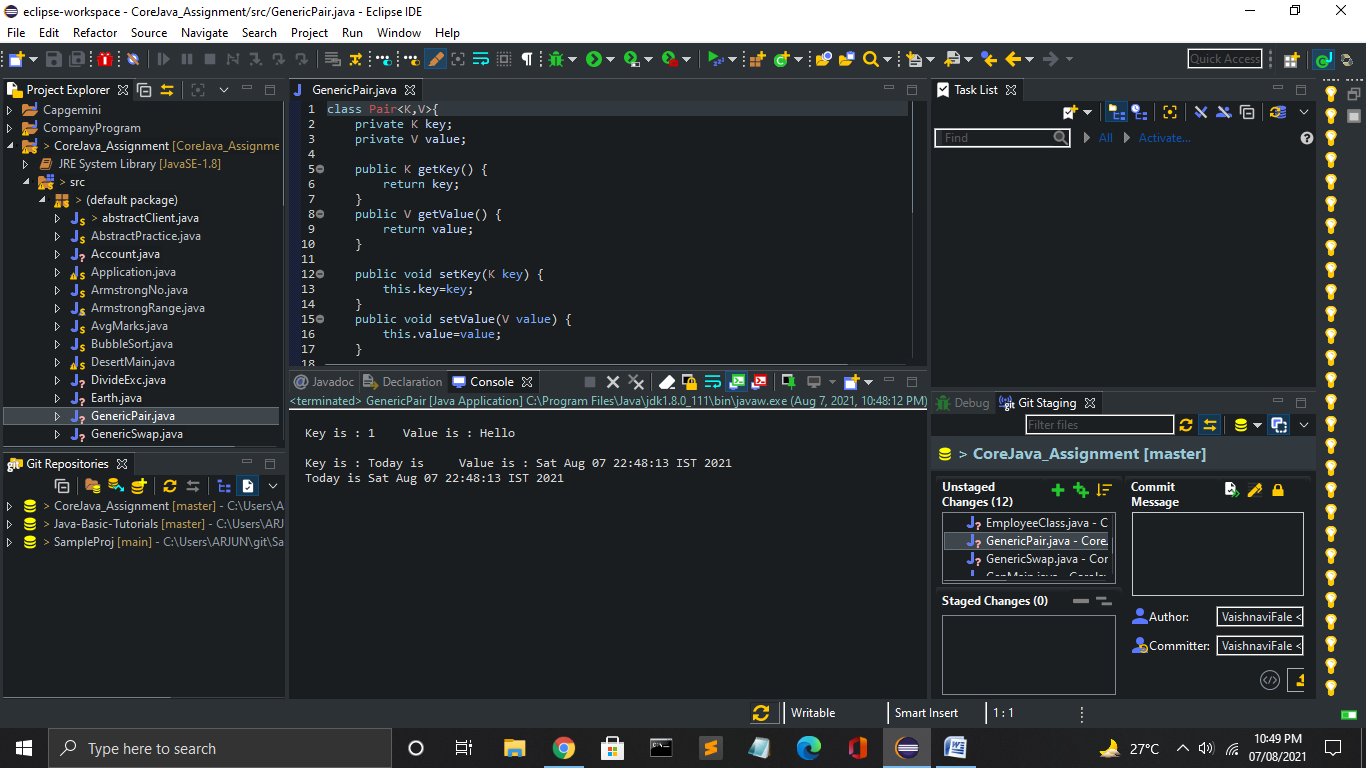 eclipse-workspace - CoreJava_Assignment/src/GenericPair.java - Eclipse IDE
File Edit Refactor Source Navigate Search Project Run Window Help
Quick Access
Project Explorer
Capgemini
CompanyProgram
> CoreJava_Assignment [CoreJava_Assignme
JRE System Library [JavaSE-1.8]
> src
> (default package)
> abstractClient.java
AbstractPractice.java
Account.java
Application.java
ArmstrongNo.java
ArmstrongRange.java
AvgMarks.java
BubbleSort.java
DesertMain.java
DivideExc.java
Earth.java
GenericPair.java
GenericSwap.java
Git Repositories
> CoreJava_Assignment [master] - C:\Users\A
> Java-Basic-Tutorials [master] - C:\Users\ARJ
> SampleProj [main] - C:\Users\ARJUN\git\Sa
GenericPair.java
1 class Pair<K,V>{
2 private K key;
3 private V value;
4
5 public K getKey() {
6 return key;
7 }
8 public V getValue() {
9 return value;
10 }
11
12 public void setKey(K key) {
13 this.key=key;
14 }
15 public void setValue(V value) {
16 this.value=value;
17 }
18
@ Javadoc Declaration Console
<terminated> GenericPair [Java Application] C:\Program Files\Java\jdk1.8.0_111\bin\javaw.exe (Aug 7, 2021, 10:48:12 PM)
Key is : 1 Value is : Hello
Key is : Today is Value is : Sat Aug 07 22:48:13 IST 2021
Today is Sat Aug 07 22:48:13 IST 2021
Task List
Find All Activate...
Debug Git Staging
Filter files
> CoreJava_Assignment [master]
Unstaged Changes (12)
EmployeeClass.java - C
GenericPair.java - Core.
GenericSwap.java - Cor
Staged Changes (0)
Commit Message
Author: VaishnaviFale <
Committer: VaishnaviFale <
Writable Smart Insert 1 : 1
Type here to search
27°C
10:49 PM
07/08/2021